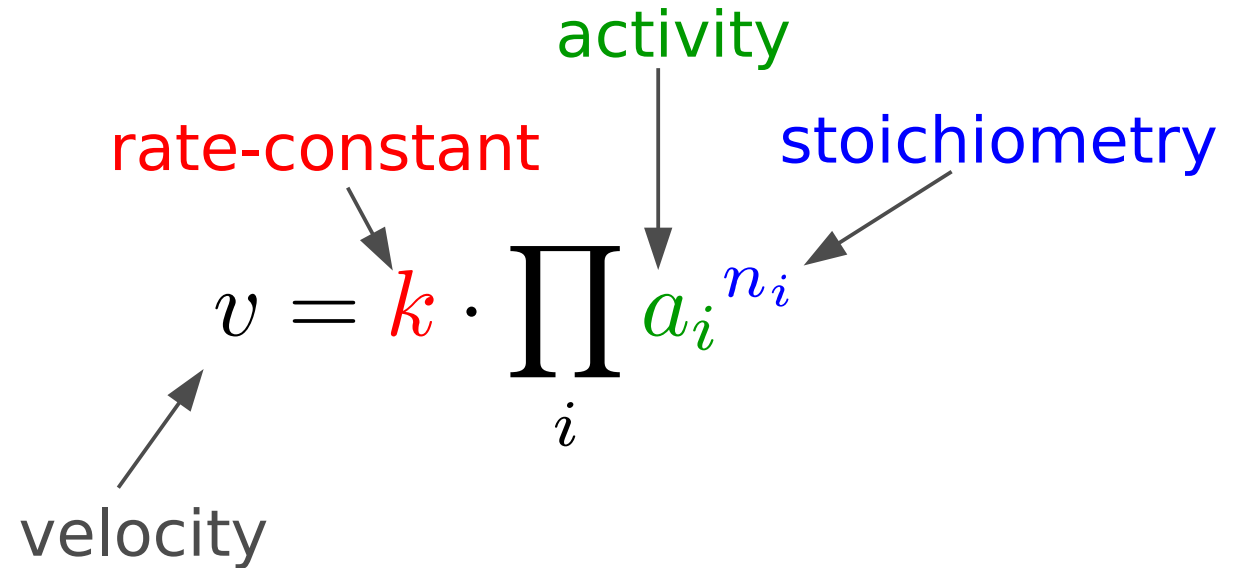 activity
rate-constant
stoichiometry
v = k · ∏ a_i^{n_i}
i
velocity